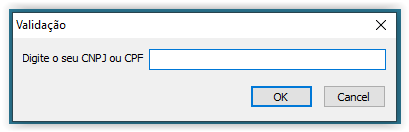 Validação
Digite o seu CNPJ ou CPF
OK
Cancel